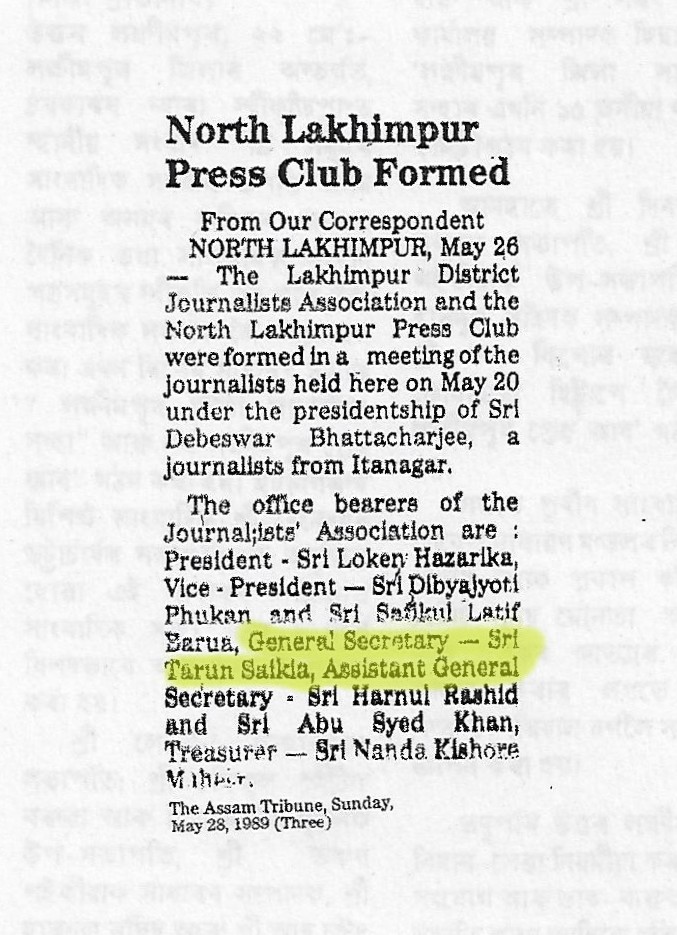 North Lakhimpur
Press Club Formed
From Our Correspondent
NORTH LAKHIMPUR, May 26
— The Lakhimpur District
Journalists Association and the
North Lakhimpur Press Club
were formed in a meeting of the
journalists held here on May 20
under the presidentship of Sri
Debeswar Bhattacharjee, a
journalists from Itanagar.
The office bearers of the
Journal;ists' Association are :
President - Sri Loken Hazarika,
Vice - President — Sri Dibyajyoti
Phukan and Sri Safikul Latif
Barua, General Secretary — Sri
Tarun Saikia, Assistant General
Secretary - Sri Harnul Rashid
and Sri Abu Syed Khan,
Treasurer — Sri Nanda Kishore
The Assam Tribune, Sunday,
May 28, 1989 (Three)